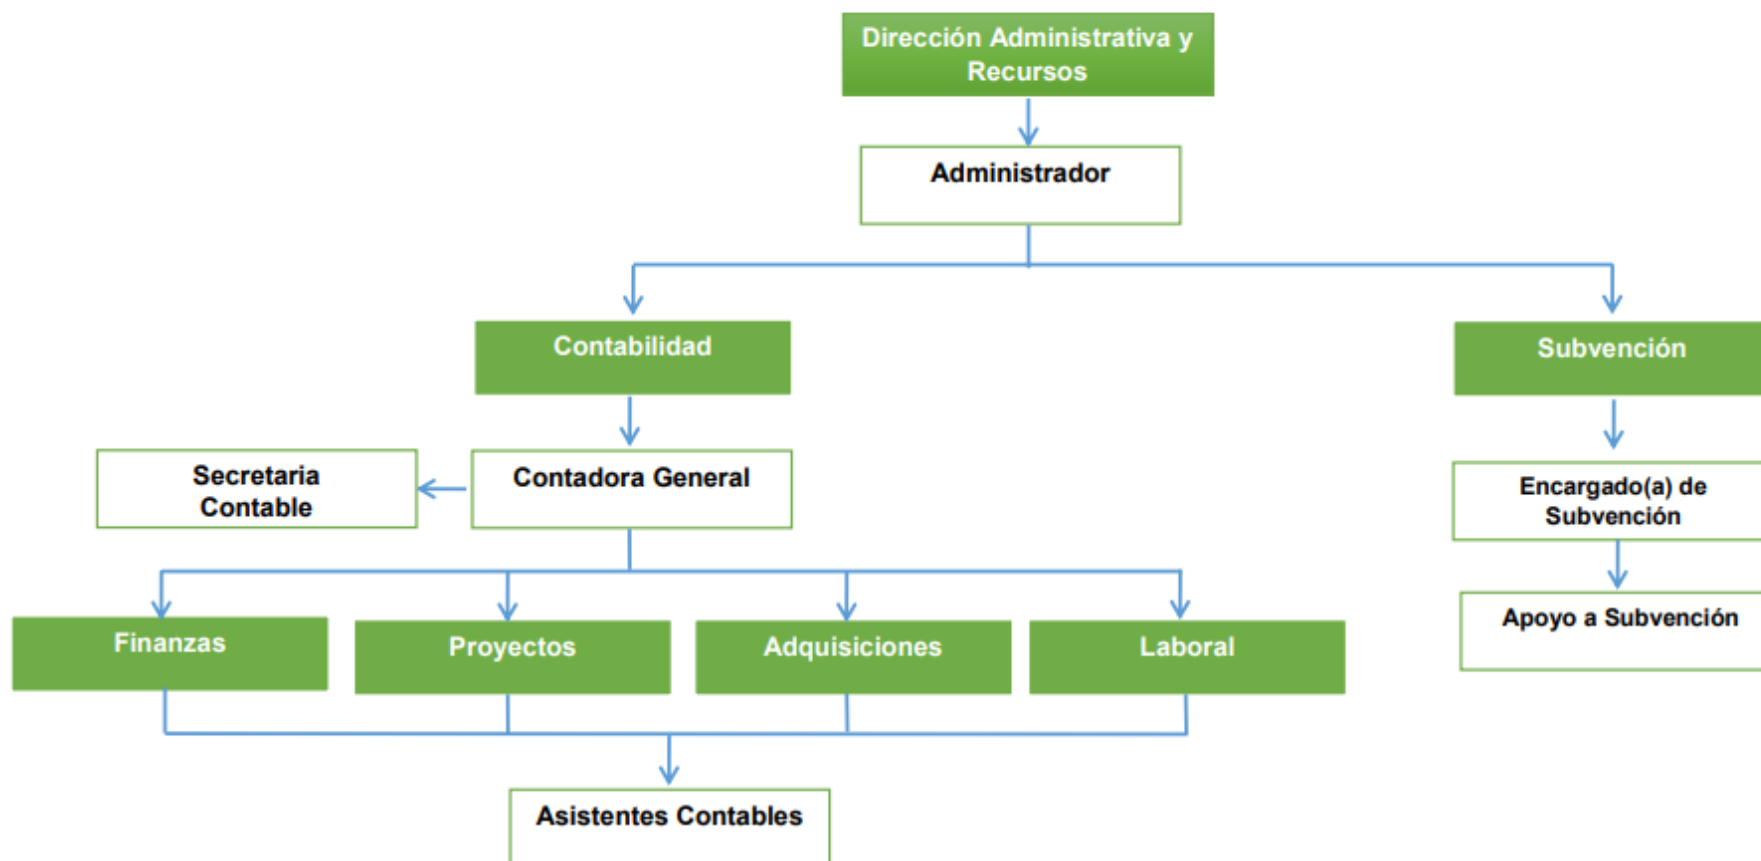 Dirección Administrativa y
Recursos
Administrador
Contabilidad
Subvención
Secretaria
Contable
Contadora General
Encargado(a) de
Subvención
Finanzas
Proyectos
Adquisiciones
Laboral
Apoyo a Subvención
Asistentes Contables